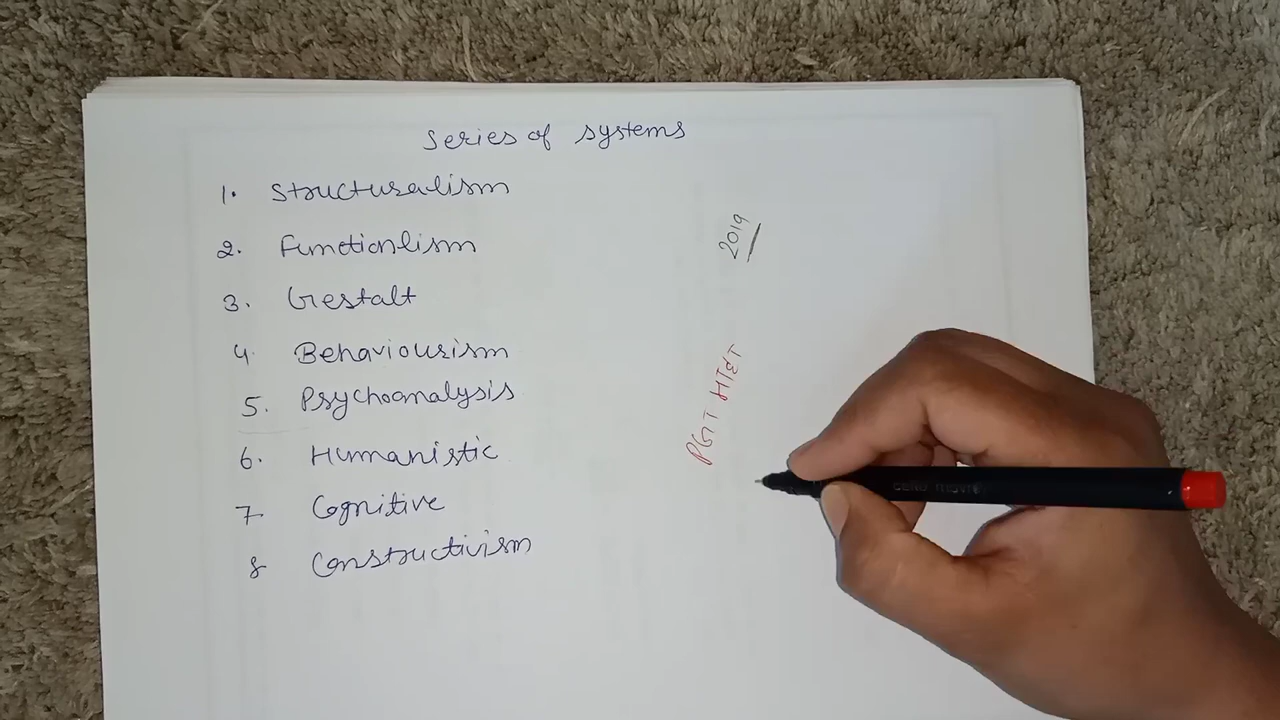 Series of systems
1. Structuralism
2. Functionlism
3. Gestalt
4. Behaviourism
5. Psychoanalysis
6. Humanistic
7 Cognitive
8 Constructivism
2019
PGT HTET